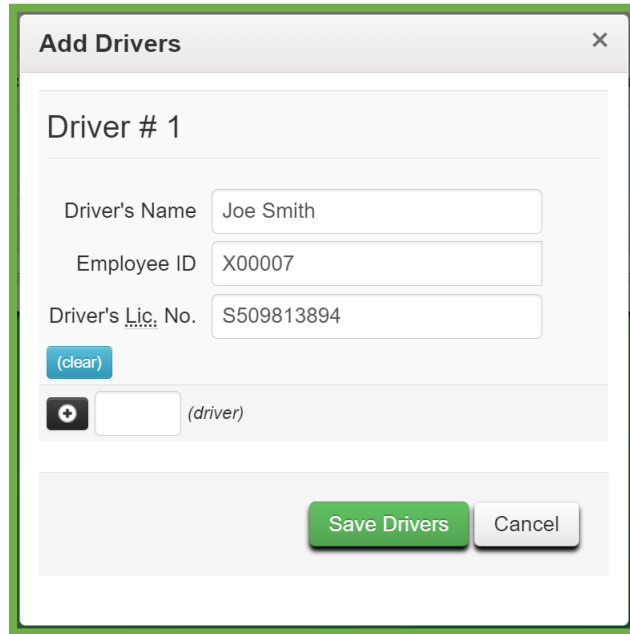 Add Drivers ×
Driver # 1
Driver's Name Joe Smith
Employee ID X00007
Driver's Lic. No. S509813894
(clear)
(driver)
Save Drivers Cancel